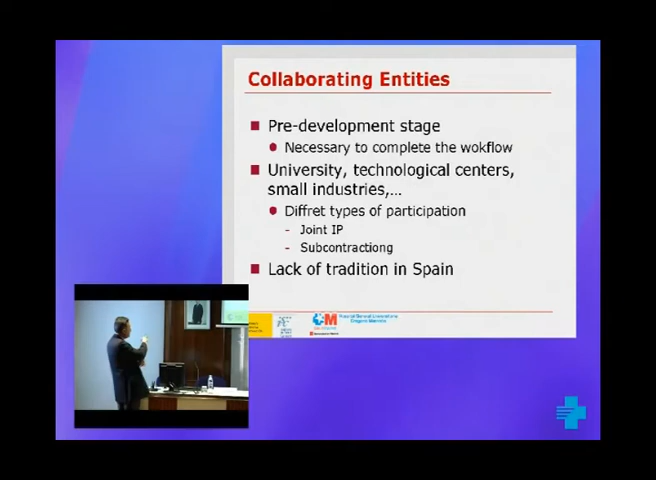 Collaborating Entities
Pre-development stage
Necessary to complete the wokflow
University, technological centers,
small industries,...
Diffret types of participation
- Joint IP
- Subcontractiong
Lack of tradition in Spain
M